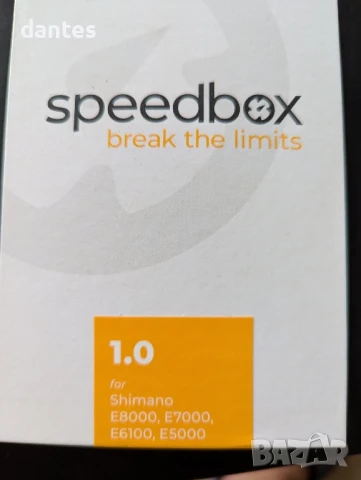 dantes
speedbox
break the limits
1.0
for
Shimano
E8000, E7000,
E6100, E5000
BAZAR